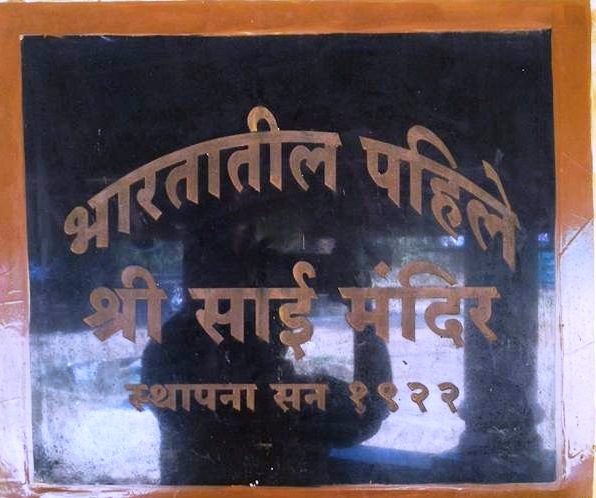 भारतातील पहिले
श्री साई मंदिर
स्थापना सन १९२२